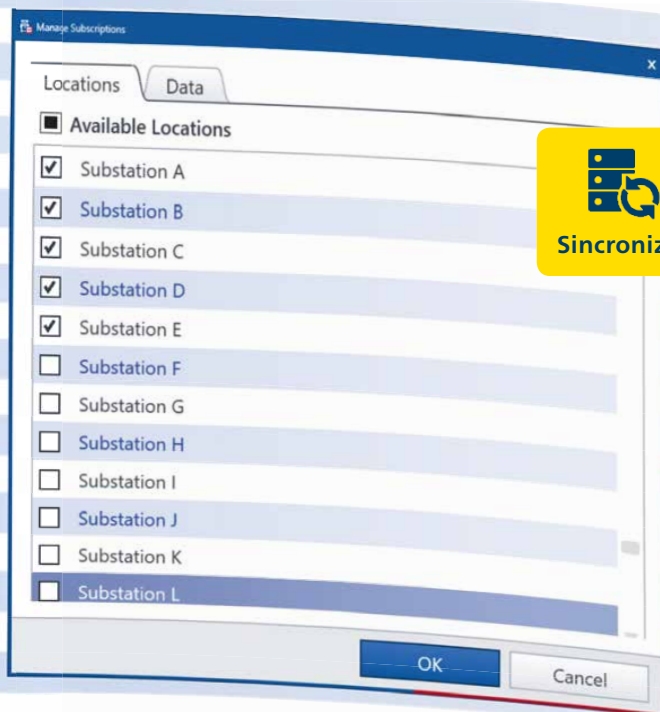 Manage Subscriptions
x
Locations
Data
Available Locations
Substation A
Substation B
Substation C
Substation D
Substation E
Substation F
Substation G
Substation H
Substation I
Substation J
Substation K
Substation L
OK
Cancel